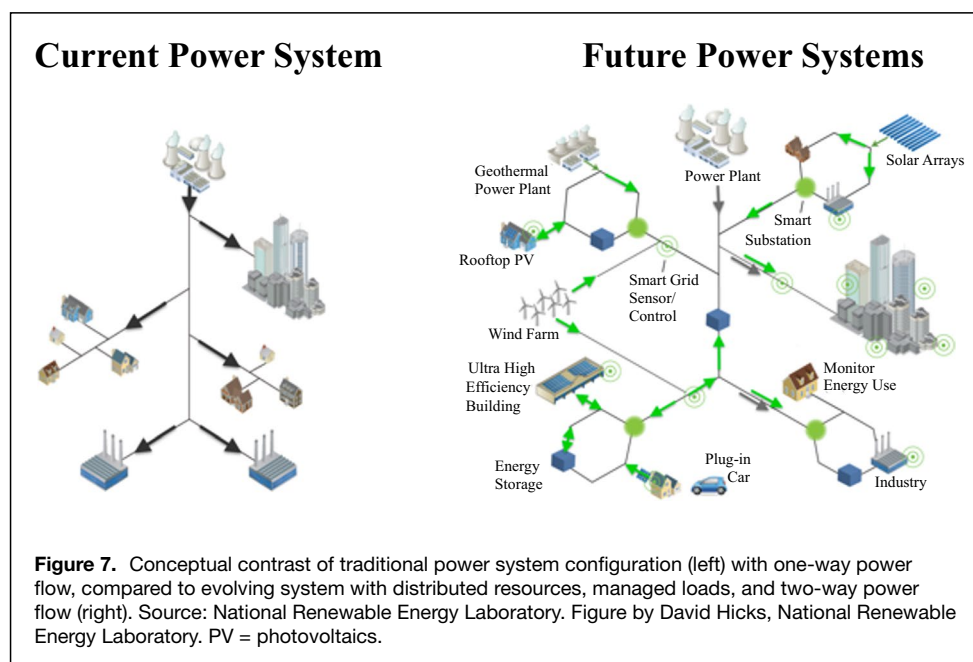 Current Power System
Future Power Systems
Geothermal
Power Plant
Power Plant
Solar Arrays
Smart
Substation
Rooftop PV
Smart Grid
Sensor/
Control
Wind Farm
Ultra High
Efficiency
Building
Monitor
Energy Use
Energy
Storage
Plug-in
Car
Industry
Figure 7. Conceptual contrast of traditional power system configuration (left) with one-way power
flow, compared to evolving system with distributed resources, managed loads, and two-way power
flow (right). Source: National Renewable Energy Laboratory. Figure by David Hicks, National Renewable
Energy Laboratory. PV = photovoltaics.